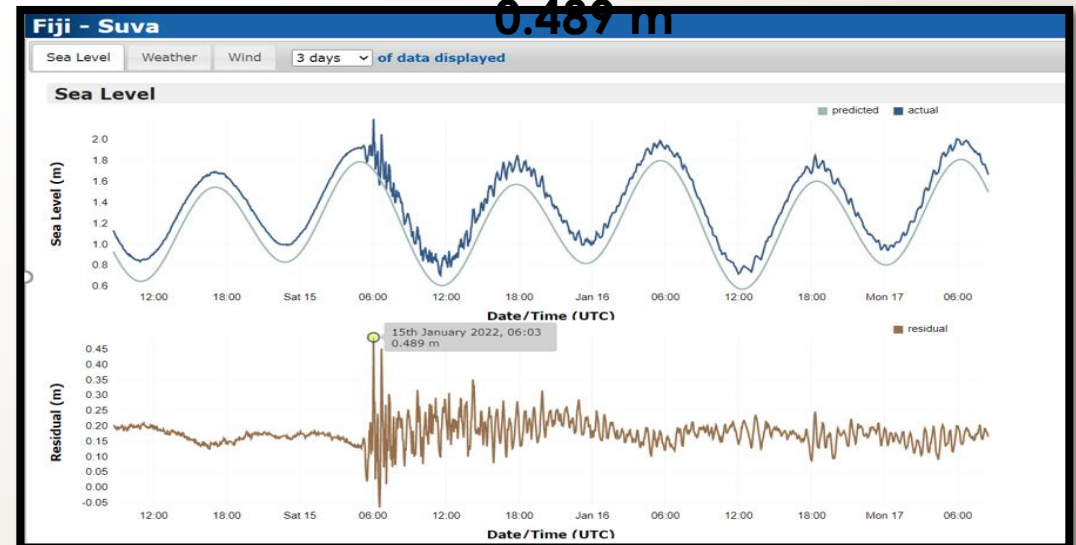 0.489 m
Fiji - Suva
Sea Level Weather Wind 3 days of data displayed
Sea Level
predicted actual
2.0
1.8
1.6
1.4
1.2
1.0
0.8
0.6
Sea Level (m)
12:00 18:00 Sat 15 06:00 12:00 18:00 Jan 16 06:00 12:00 18:00 Mon 17 06:00
Date/Time (UTC)
15th January 2022, 06:03
0.489 m
residual
0.45
0.40
0.35
0.30
0.25
0.20
0.15
0.10
0.05
0.00
-0.05
Residual (m)
12:00 18:00 Sat 15 06:00 12:00 18:00 Jan 16 06:00 12:00 18:00 Mon 17 06:00
Date/Time (UTC)